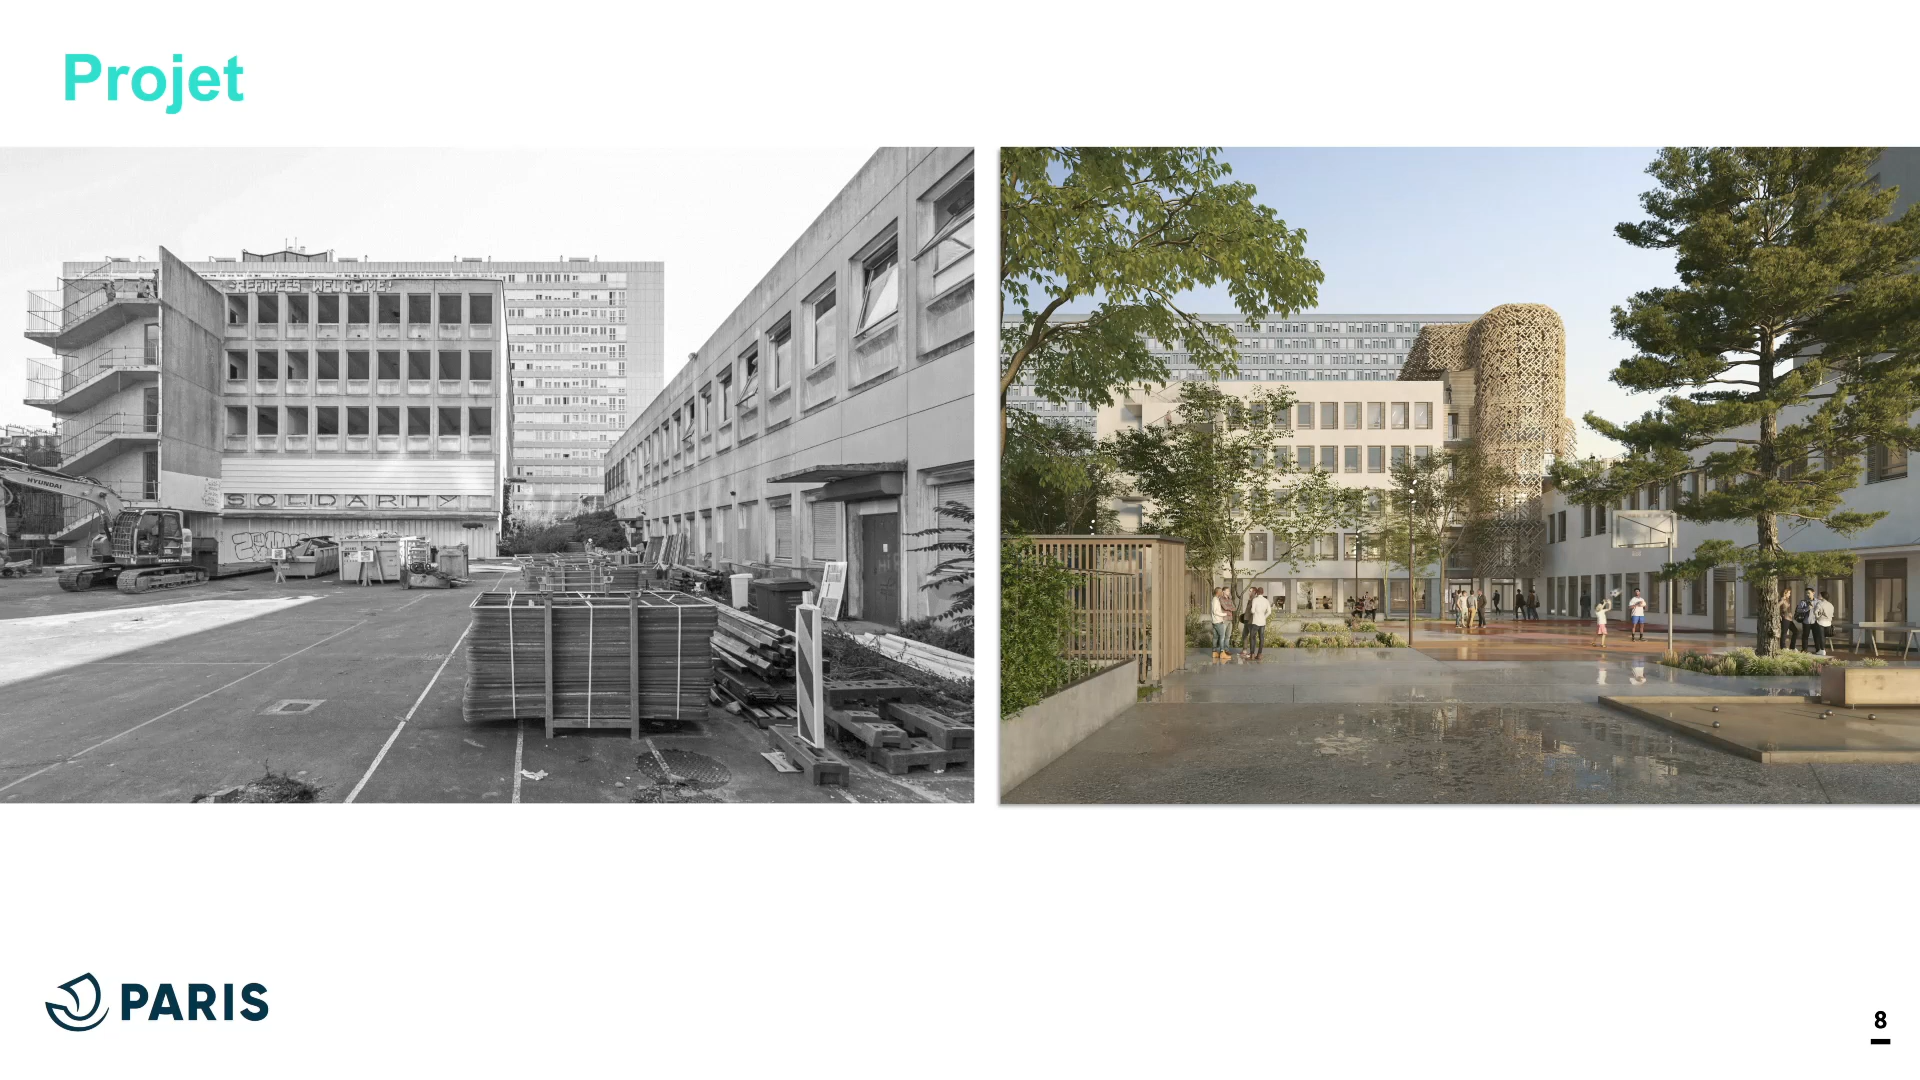 Projet
REFUGEES WELCOME!
HYUNDAI
SOLIDARITY
PARIS
8